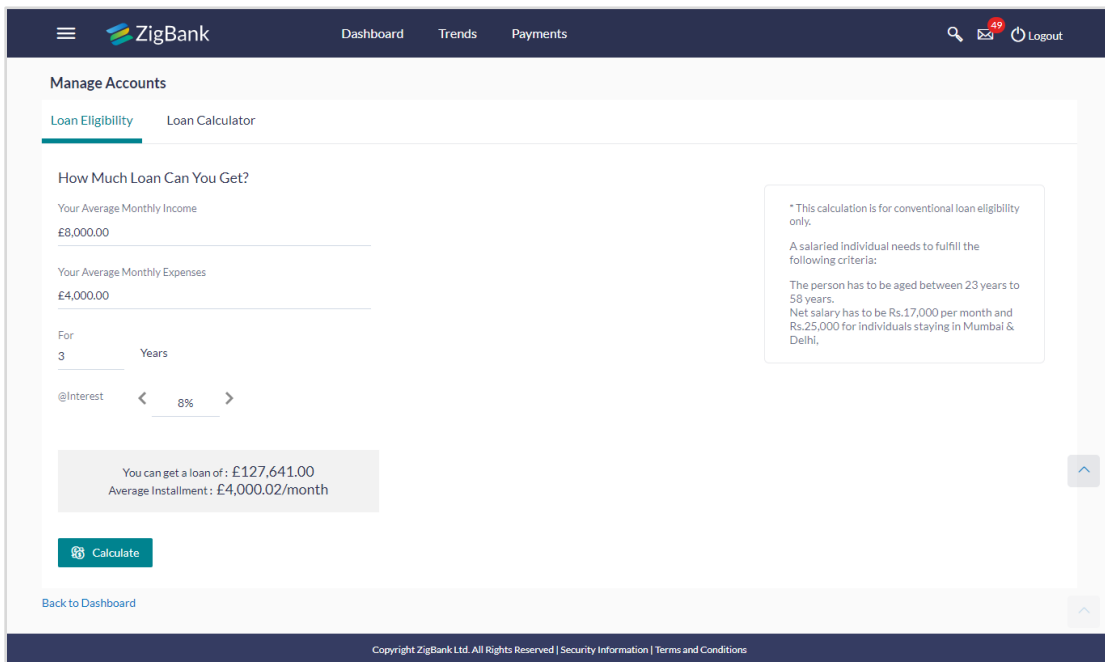 ZigBank
Dashboard
Trends
Payments
49
Logout
Manage Accounts
Loan Eligibility
Loan Calculator
How Much Loan Can You Get?
Your Average Monthly Income
£8,000.00
Your Average Monthly Expenses
£4,000.00
For
3
Years
@Interest
8%
You can get a loan of : £127,641.00
Average Installment : £4,000.02/month
Calculate
* This calculation is for conventional loan eligibility
only.
A salaried individual needs to fulfill the
following criteria:
The person has to be aged between 23 years to
58 years.
Net salary has to be Rs.17,000 per month and
Rs.25,000 for individuals staying in Mumbai &
Delhi,
Back to Dashboard
Copyright ZigBank Ltd. All Rights Reserved | Security Information | Terms and Conditions